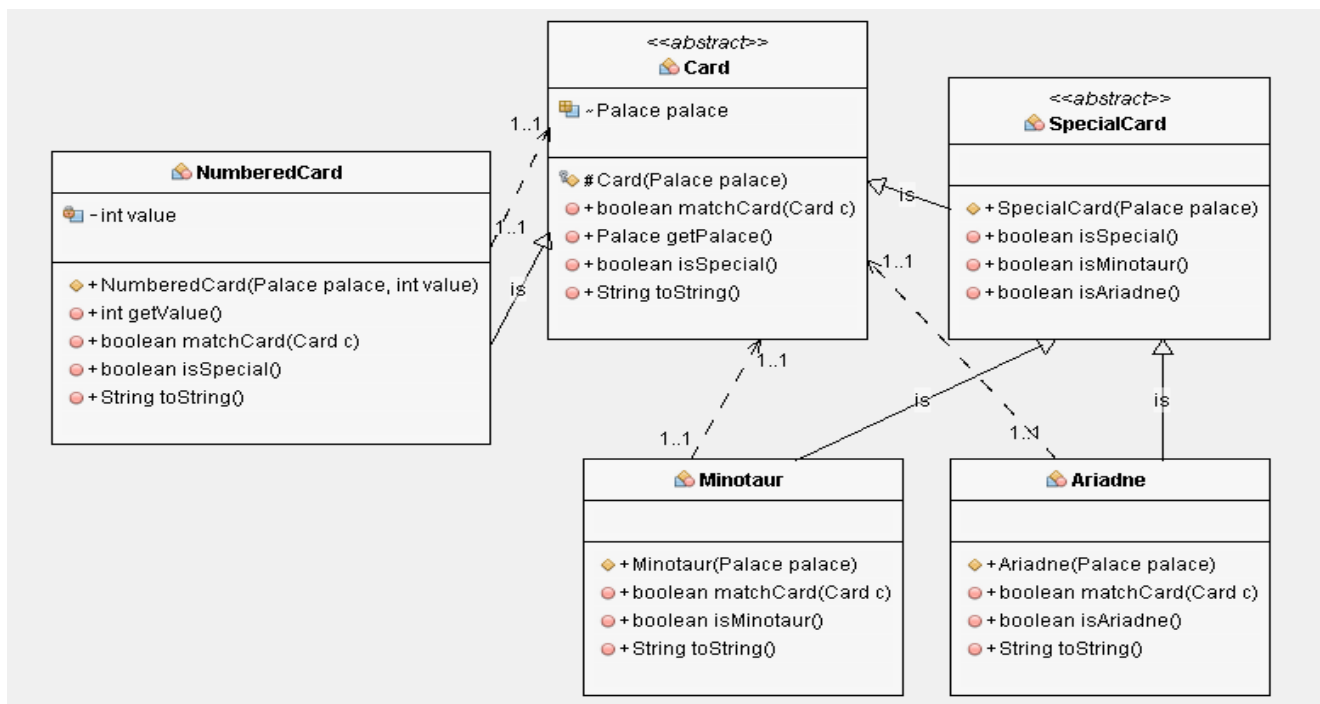 <<abstract>>
Card
~Palace palace
#Card(Palace palace)
+boolean matchCard(Card c)
+Palace getPalace()
+boolean isSpecial()
+String toString()
<<abstract>>
SpecialCard
+SpecialCard(Palace palace)
+boolean isSpecial()
+boolean isMinotaur()
+boolean isAriadne()
NumberedCard
-int value
+NumberedCard(Palace palace, int value)
+int getValue()
+boolean matchCard(Card c)
+boolean isSpecial()
+String toString()
1..1
1..1
is
is
1..1
1..1
1..1
1..1
is
is
Minotaur
+Minotaur(Palace palace)
+boolean matchCard(Card c)
+boolean isMinotaur()
+String toString()
Ariadne
+Ariadne(Palace palace)
+boolean matchCard(Card c)
+boolean isAriadne()
+String toString()